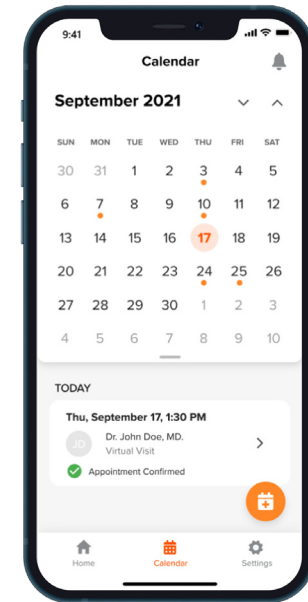 9:41
Calendar
September 2021
SUN MON TUE WED THU FRI SAT
30 31 1 2 3 4 5
6 7 8 9 10 11 12
13 14 15 16 17 18 19
20 21 22 23 24 25 26
27 28 29 30 1 2 3
4 5 6 7 8 9 10
TODAY
Thu, September 17, 1:30 PM
JD
Dr. John Doe, MD.
Virtual Visit
Appointment Confirmed
Home Calendar Settings